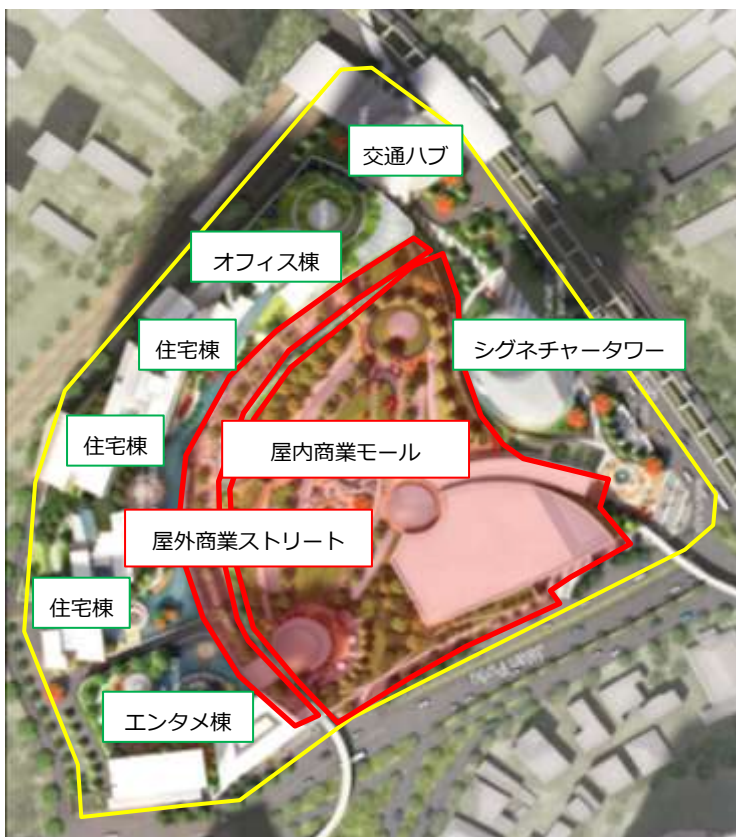 交通ハブ
オフィス棟
住宅棟
シグネチャータワー
住宅棟
屋内商業モール
屋外商業ストリート
住宅棟
エンタメ棟